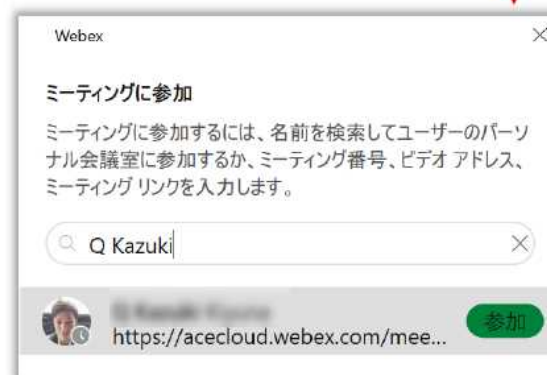 Webex
ミーティングに参加
ミーティングに参加するには、名前を検索してユーザーのパーソ
ナル会議室に参加するか、ミーティング番号、ビデオ アドレス、
ミーティング リンクを入力します。
Q Kazuki
https://acecloud.webex.com/mee...
参加